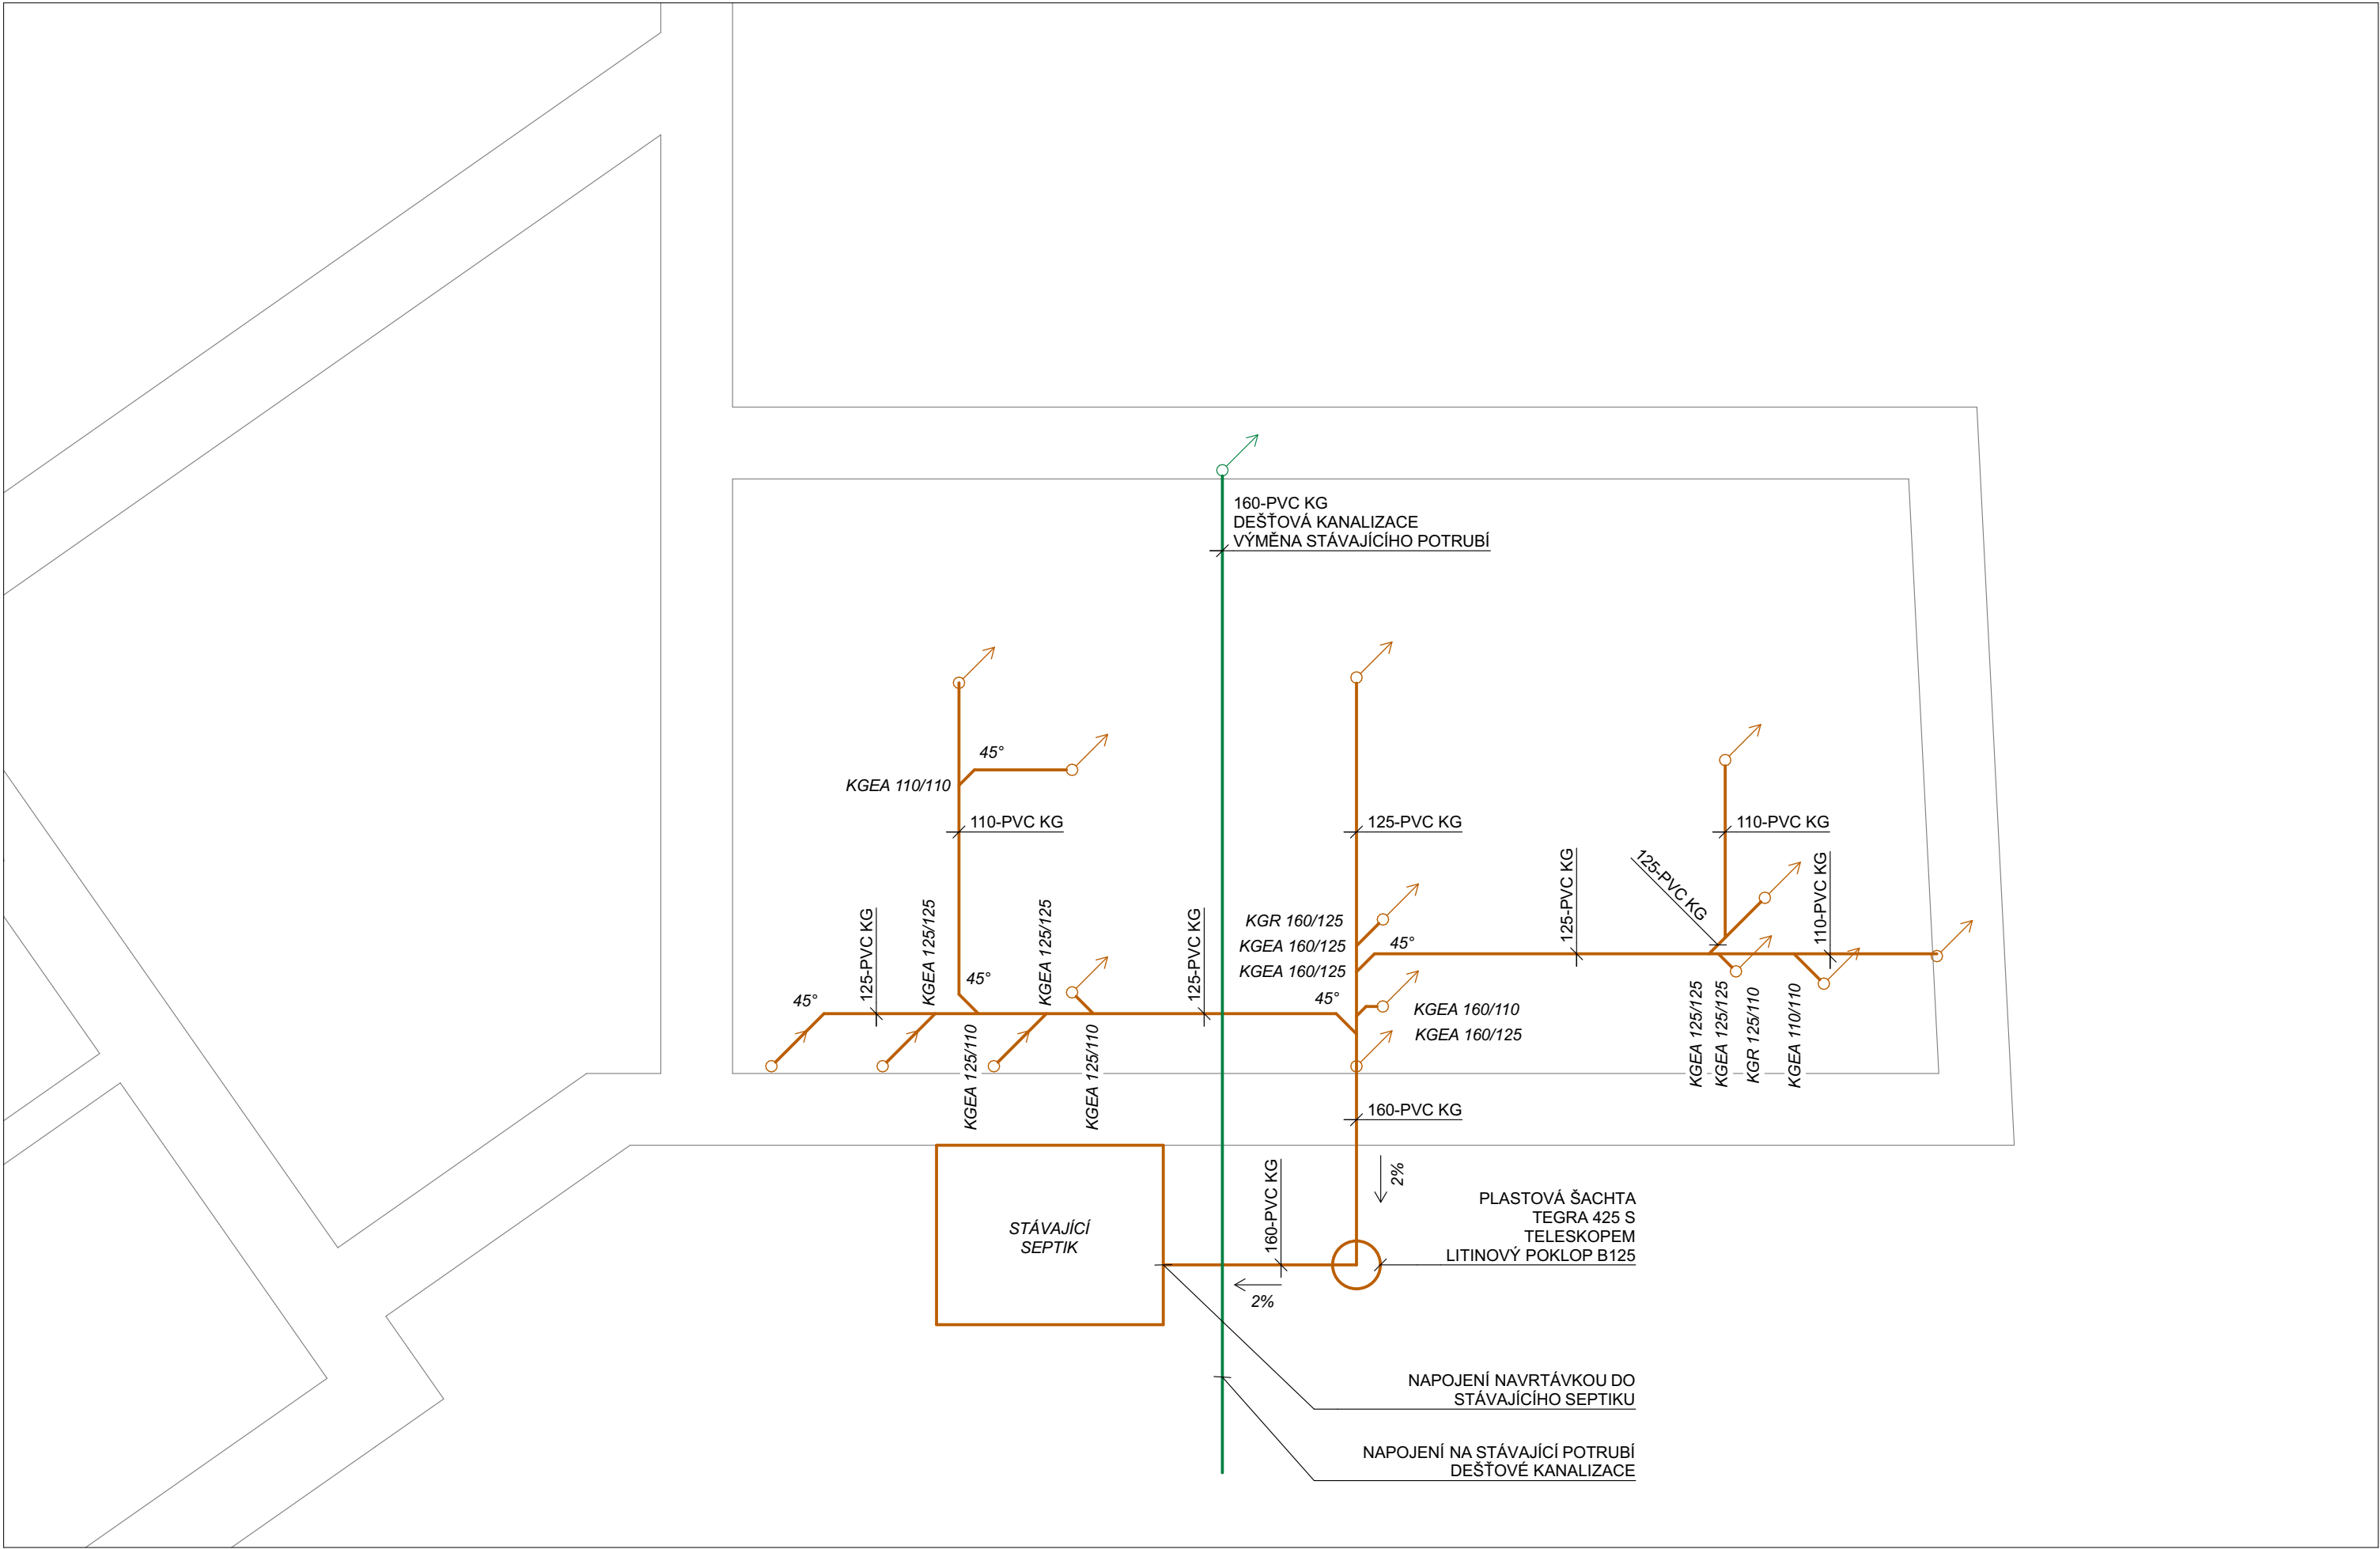 160-PVC KG
DEŠŤOVÁ KANALIZACE
VÝMĚNA STÁVAJÍCÍHO POTRUBÍ
45°
KGEA 110/110
110-PVC KG
125-PVC KG
110-PVC KG
125-PVC KG
125-PVC KG
110-PVC KG
125-PVC KG
KGEA 125/125
KGEA 125/125
125-PVC KG
KGR 160/125
KGEA 160/125
45°
KGEA 160/125
45°
45°
45°
KGEA 160/110
KGEA 160/125
KGEA 125/110
KGEA 125/110
KGEA 125/125
KGEA 125/125
KGR 125/110
KGEA 110/110
160-PVC KG
2%
160-PVC KG
2%
STÁVAJÍCÍ
SEPTIK
PLASTOVÁ ŠACHTA
TEGRA 425 S
TELESKOPEM
LITINOVÝ POKLOP B125
NAPOJENÍ NAVRTÁVKOU DO
STÁVAJÍCÍHO SEPTIKU
NAPOJENÍ NA STÁVAJÍCÍ POTRUBÍ
DEŠŤOVÉ KANALIZACE